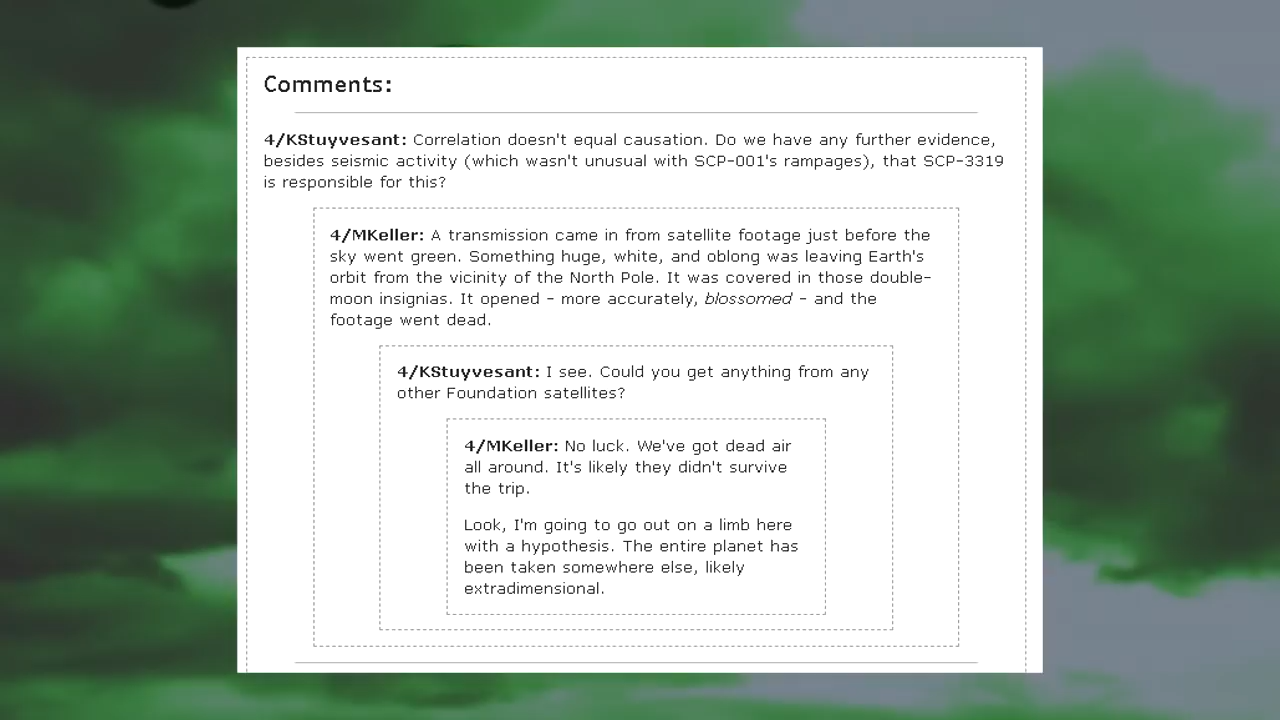 Comments:
4/KStuyvesant: Correlation doesn't equal causation. Do we have any further evidence,
besides seismic activity (which wasn't unusual with SCP-001's rampages), that SCP-3319
is responsible for this?
4/MKeller: A transmission came in from satellite footage just before the
sky went green. Something huge, white, and oblong was leaving Earth's
orbit from the vicinity of the North Pole. It was covered in those double-
moon insignias. It opened – more accurately, blossomed – and the
footage went dead.
4/KStuyvesant: I see. Could you get anything from any
other Foundation satellites?
4/MKeller: No luck. We've got dead air
all around. It's likely they didn't survive
the trip.
Look, I'm going to go out on a limb here
with a hypothesis. The entire planet has
been taken somewhere else, likely
extradimensional.